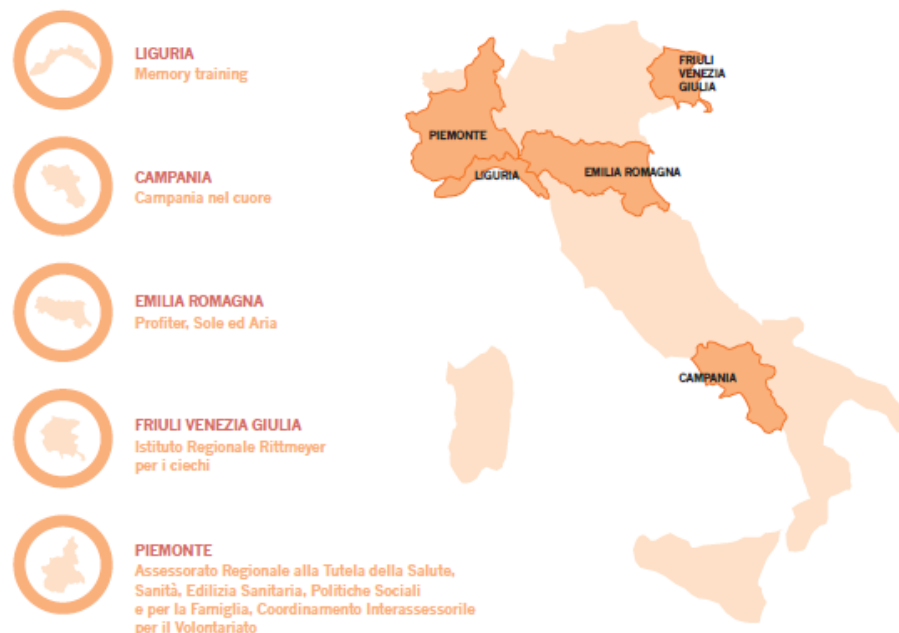 LIGURIA
Memory training
CAMPANIA
Campania nel cuore
EMILIA ROMAGNA
Profiter, Sole ed Aria
FRIULI VENEZIA GIULIA
Istituto Regionale Rittmeyer
per i ciechi
PIEMONTE
Assessorato Regionale alla Tutela della Salute,
Sanità, Edilizia Sanitaria, Politiche Sociali
e per la Famiglia, Coordinamento Interassessorile
per il Volontariato
FRIULI
VENEZIA
GIULIA
PIEMONTE
LIGURIA
EMILIA ROMAGNA
CAMPANIA